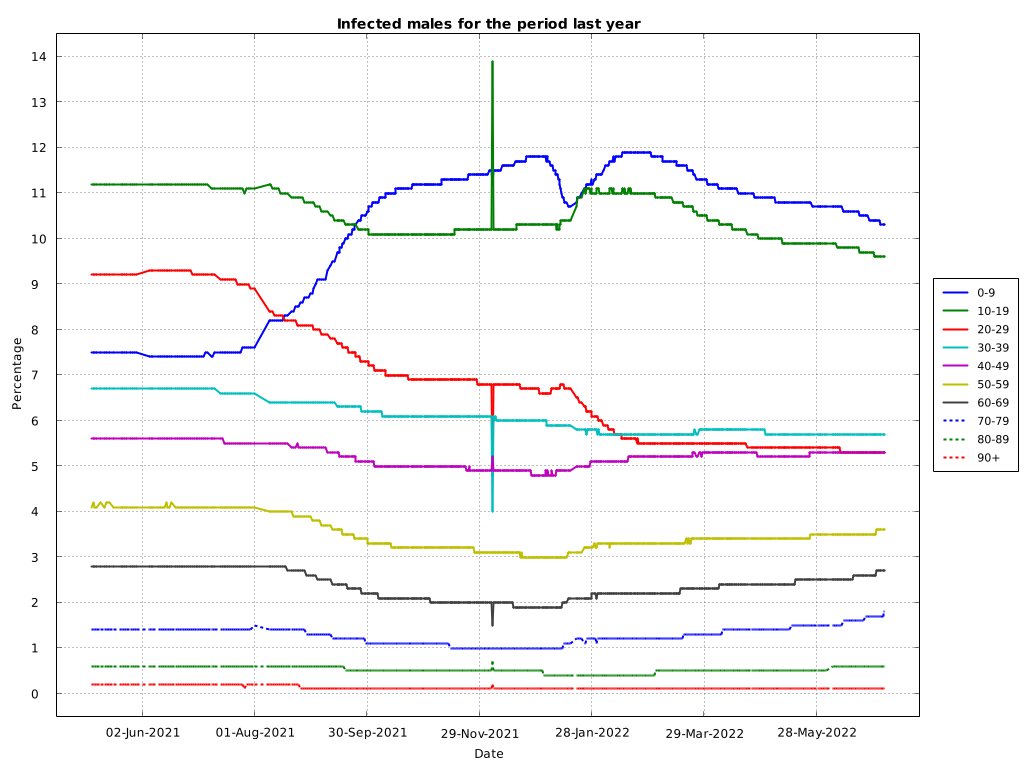 Infected males for the period last year
Percentage
14
13
12
11
10
9
8
7
6
5
4
3
2
1
0
02-Jun-2021
01-Aug-2021
30-Sep-2021
29-Nov-2021
28-Jan-2022
29-Mar-2022
28-May-2022
Date
0-9
10-19
20-29
30-39
40-49
50-59
60-69
70-79
80-89
90+